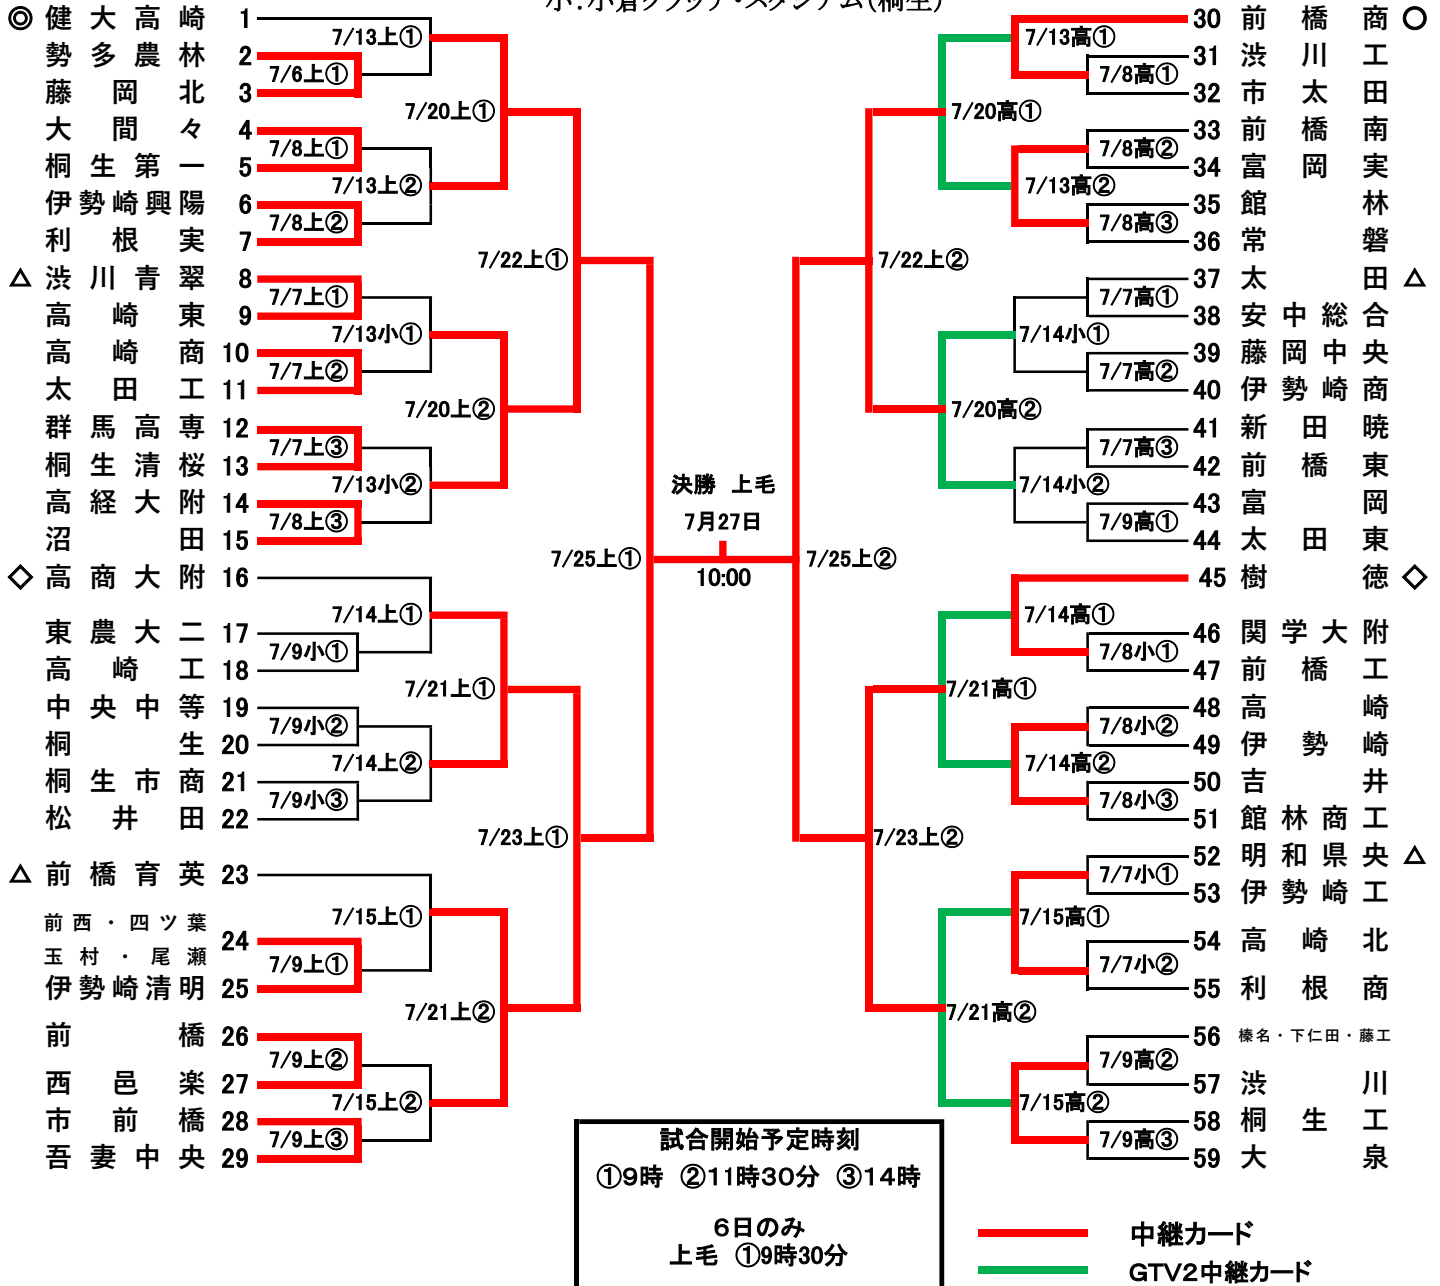 小:小倉クラッチ・スタジアム(桐生)
◎ 健大高崎 1
勢多農林 2
藤岡北 3
大間々 4
桐生第一 5
伊勢崎興陽 6
利根実 7
△ 渋川青翠 8
高崎東 9
高崎商 10
太田工 11
群馬高専 12
桐生清桜 13
高経大附 14
沼田 15
◇ 高商大附 16
東農大二 17
高崎工 18
中央中等 19
桐生 20
桐生市商 21
松井田 22
△ 前橋育英 23
前西・四ツ葉
玉村・尾瀬
24
伊勢崎清明 25
前橋 26
西邑楽 27
市前橋 28
吾妻中央 29
7/13上①
7/6上①
7/20上①
7/8上①
7/13上②
7/8上②
7/22上①
7/7上①
7/13小①
7/7上②
7/20上②
7/7上③
7/13小②
7/8上③
7/25上①
7/14上①
7/9小①
7/21上①
7/9小②
7/14上②
7/9小③
7/23上①
7/15上①
7/9上①
7/21上②
7/9上②
7/15上②
7/9上③
決勝 上毛
7月27日
10:00
7/13高①
7/8高①
7/20高①
7/8高②
7/13高②
7/8高③
7/22上②
7/7高①
7/14小①
7/7高②
7/20高②
7/7高③
7/14小②
7/9高①
7/25上②
7/14高①
7/8小①
7/21高①
7/8小②
7/14高②
7/8小③
7/23上②
7/7小①
7/15高①
7/7小②
7/21高②
7/9高②
7/15高②
7/9高③
30 前橋商 ○
31 渋川工
32 市太田
33 前橋南
34 富岡実
35 館林
36 常磐
37 太田 △
38 安中総合
39 藤岡中央
40 伊勢崎商
41 新田暁
42 前橋東
43 富岡
44 太田東
45 樹徳 ◇
46 関学大附
47 前橋工
48 高崎
49 伊勢崎
50 吉井
51 館林商工
52 明和県央 △
53 伊勢崎工
54 高崎北
55 利根商
56 榛名・下仁田・藤工
57 渋川
58 桐生工
59 大泉
試合開始予定時刻
①9時 ②11時30分 ③14時
6日のみ
上毛 ①9時30分
中継カード
GTV2中継カード